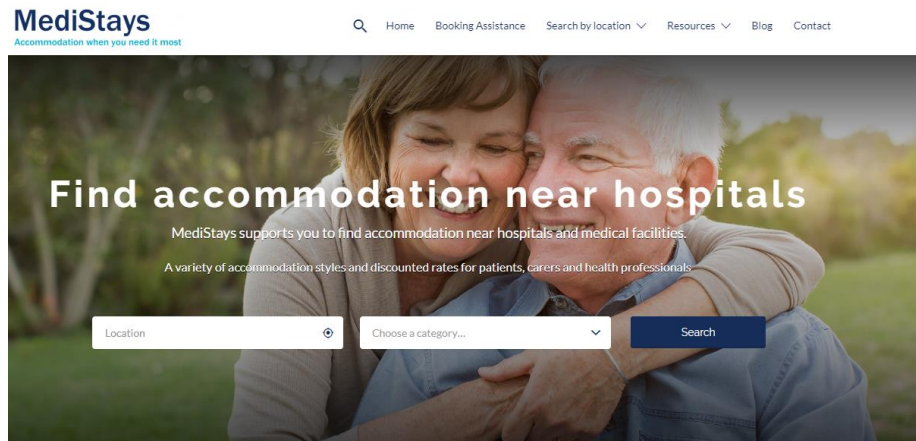 MediStays
Accommodation when you need it most
Home Booking Assistance Search by location Resources Blog Contact
Find accommodation near hospitals
MediStays supports you to find accommodation near hospitals and medical facilities.
A variety of accommodation styles and discounted rates for patients, carers and health professionals
Location Choose a category... Search